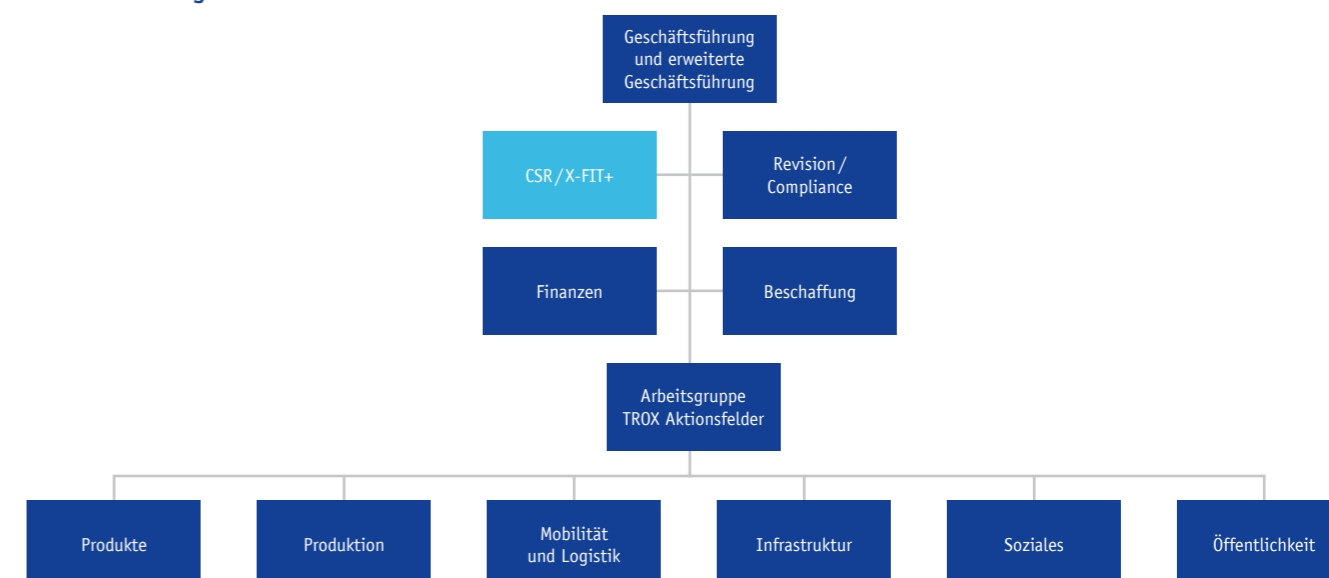 Geschäftsführung
und erweiterte
Geschäftsführung
CSR/X-FIT+
Revision/
Compliance
Finanzen
Beschaffung
Arbeitsgruppe
TROX Aktionsfelder
Produkte
Produktion
Mobilität
und Logistik
Infrastruktur
Soziales
Öffentlichkeit